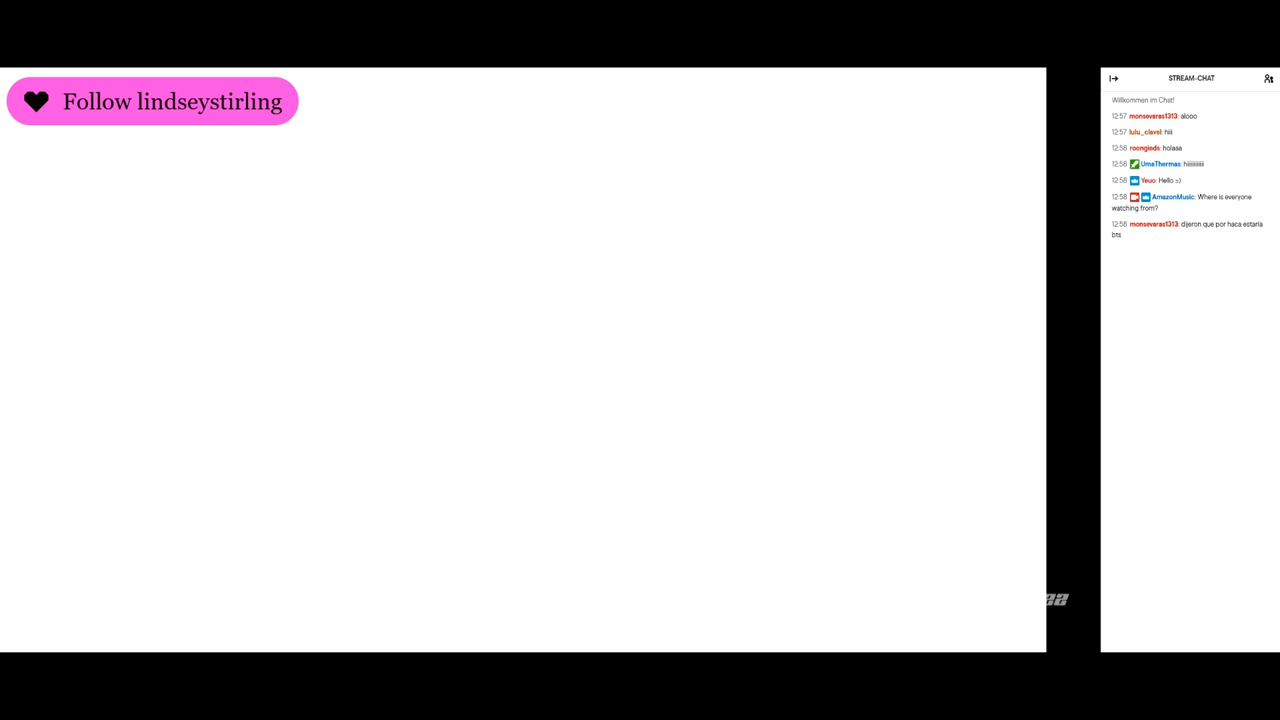 Follow lindseystirling
STREAM-CHAT
Willkommen im Chat!
12:57 monsevaras1313: alooo
12:57 lulu_clavel: hiii
12:58 roongieds: holaaa
12:58 UmaThermas: hiiiiiiiiiii
12:58 Yeuo: Hello =)
12:58 AmazonMusic: Where is everyone
watching from?
12:58 monsevaras1313: dijeron que por haca estaria
bts